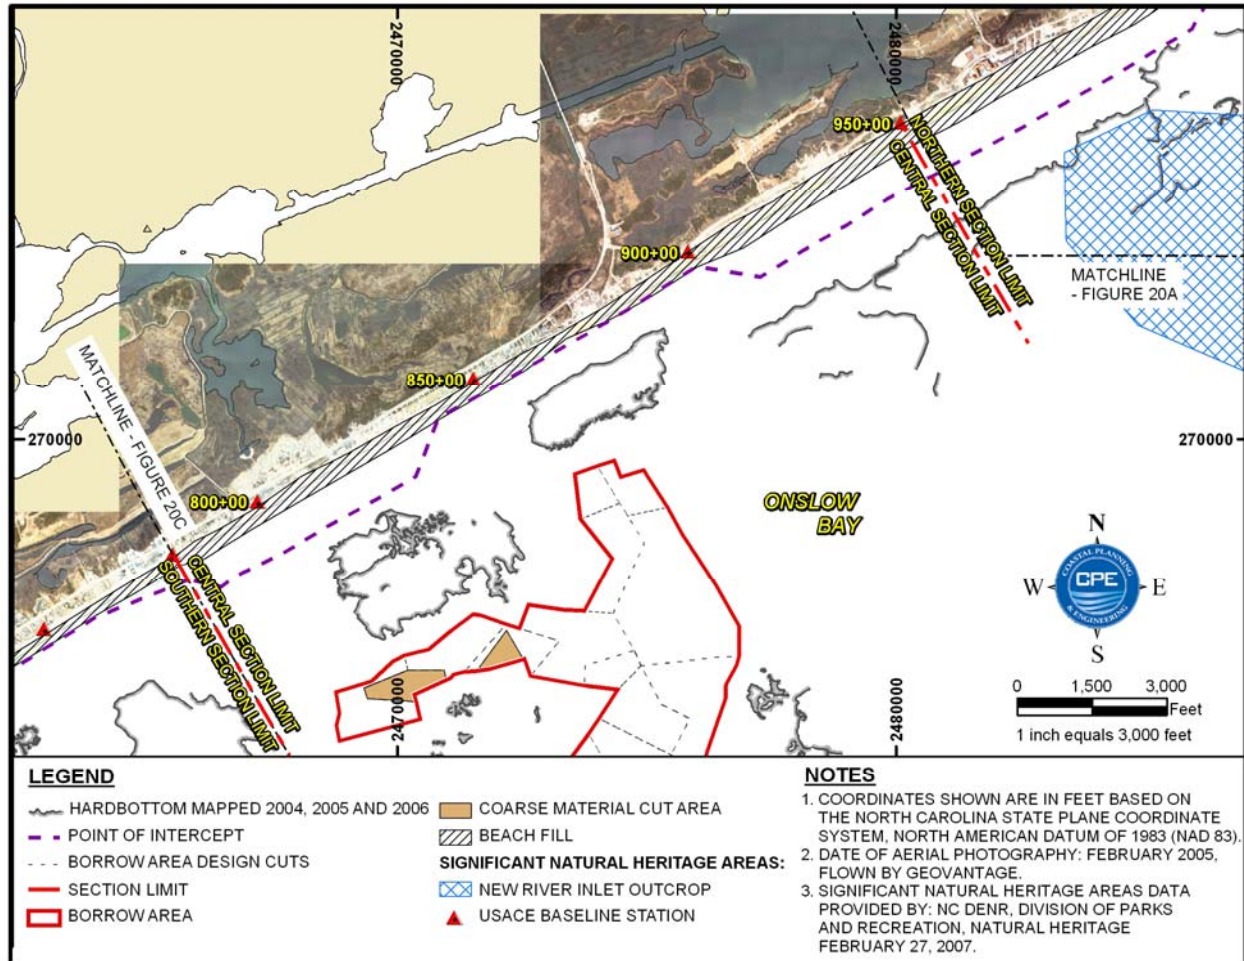 2470000
2480000
950+00
NORTHERN SECTION LIMIT
CENTRAL SECTION LIMIT
900+00
MATCHLINE
- FIGURE 20A
MATCHLINE - FIGURE 20C
850+00
270000
270000
800+00
ONSLOW
BAY
CENTRAL SECTION LIMIT
SOUTHERN SECTION LIMIT
N
COASTAL PLANNING
W
CPE
E
& ENGINEERING
S
2470000
2480000
0 1,500 3,000
Feet
1 inch equals 3,000 feet
LEGEND
HARDBOTTOM MAPPED 2004, 2005 AND 2006
POINT OF INTERCEPT
BORROW AREA DESIGN CUTS
SECTION LIMIT
BORROW AREA
COARSE MATERIAL CUT AREA
BEACH FILL
SIGNIFICANT NATURAL HERITAGE AREAS:
NEW RIVER INLET OUTCROP
USACE BASELINE STATION
NOTES
1. COORDINATES SHOWN ARE IN FEET BASED ON
THE NORTH CAROLINA STATE PLANE COORDINATE
SYSTEM, NORTH AMERICAN DATUM OF 1983 (NAD 83).
2. DATE OF AERIAL PHOTOGRAPHY: FEBRUARY 2005,
FLOWN BY GEOVANTAGE.
3. SIGNIFICANT NATURAL HERITAGE AREAS DATA
PROVIDED BY: NC DENR, DIVISION OF PARKS
AND RECREATION, NATURAL HERITAGE
FEBRUARY 27, 2007.